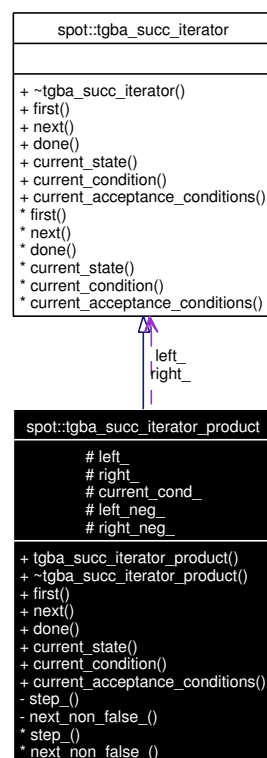 spot::tgba_succ_iterator
+ ~tgba_succ_iterator()
+ first()
+ next()
+ done()
+ current_state()
+ current_condition()
+ current_acceptance_conditions()
* first()
* next()
* done()
* current_state()
* current_condition()
* current_acceptance_conditions()
left_
right_
spot::tgba_succ_iterator_product
# left_
# right_
# current_cond_
# left_neg_
# right_neg_
+ tgba_succ_iterator_product()
+ ~tgba_succ_iterator_product()
+ first()
+ next()
+ done()
+ current_state()
+ current_condition()
+ current_acceptance_conditions()
- step_()
- next_non_false_()
* step_()
* next_non_false_()